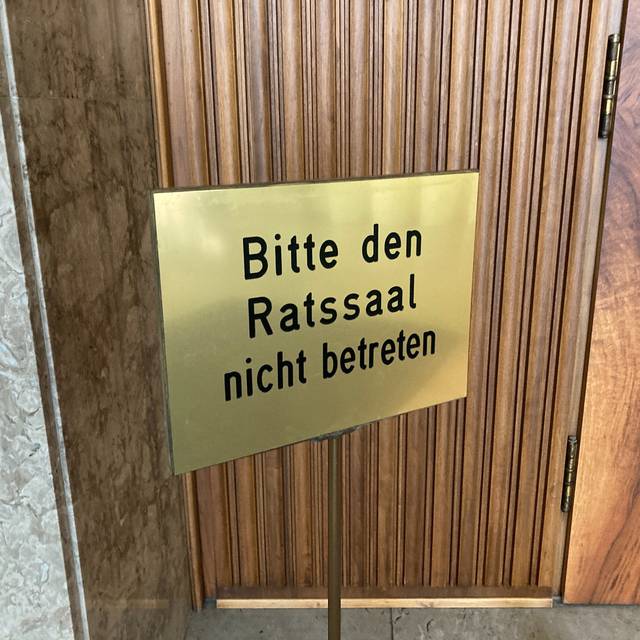 Bitte den
Ratssaal
nicht betreten